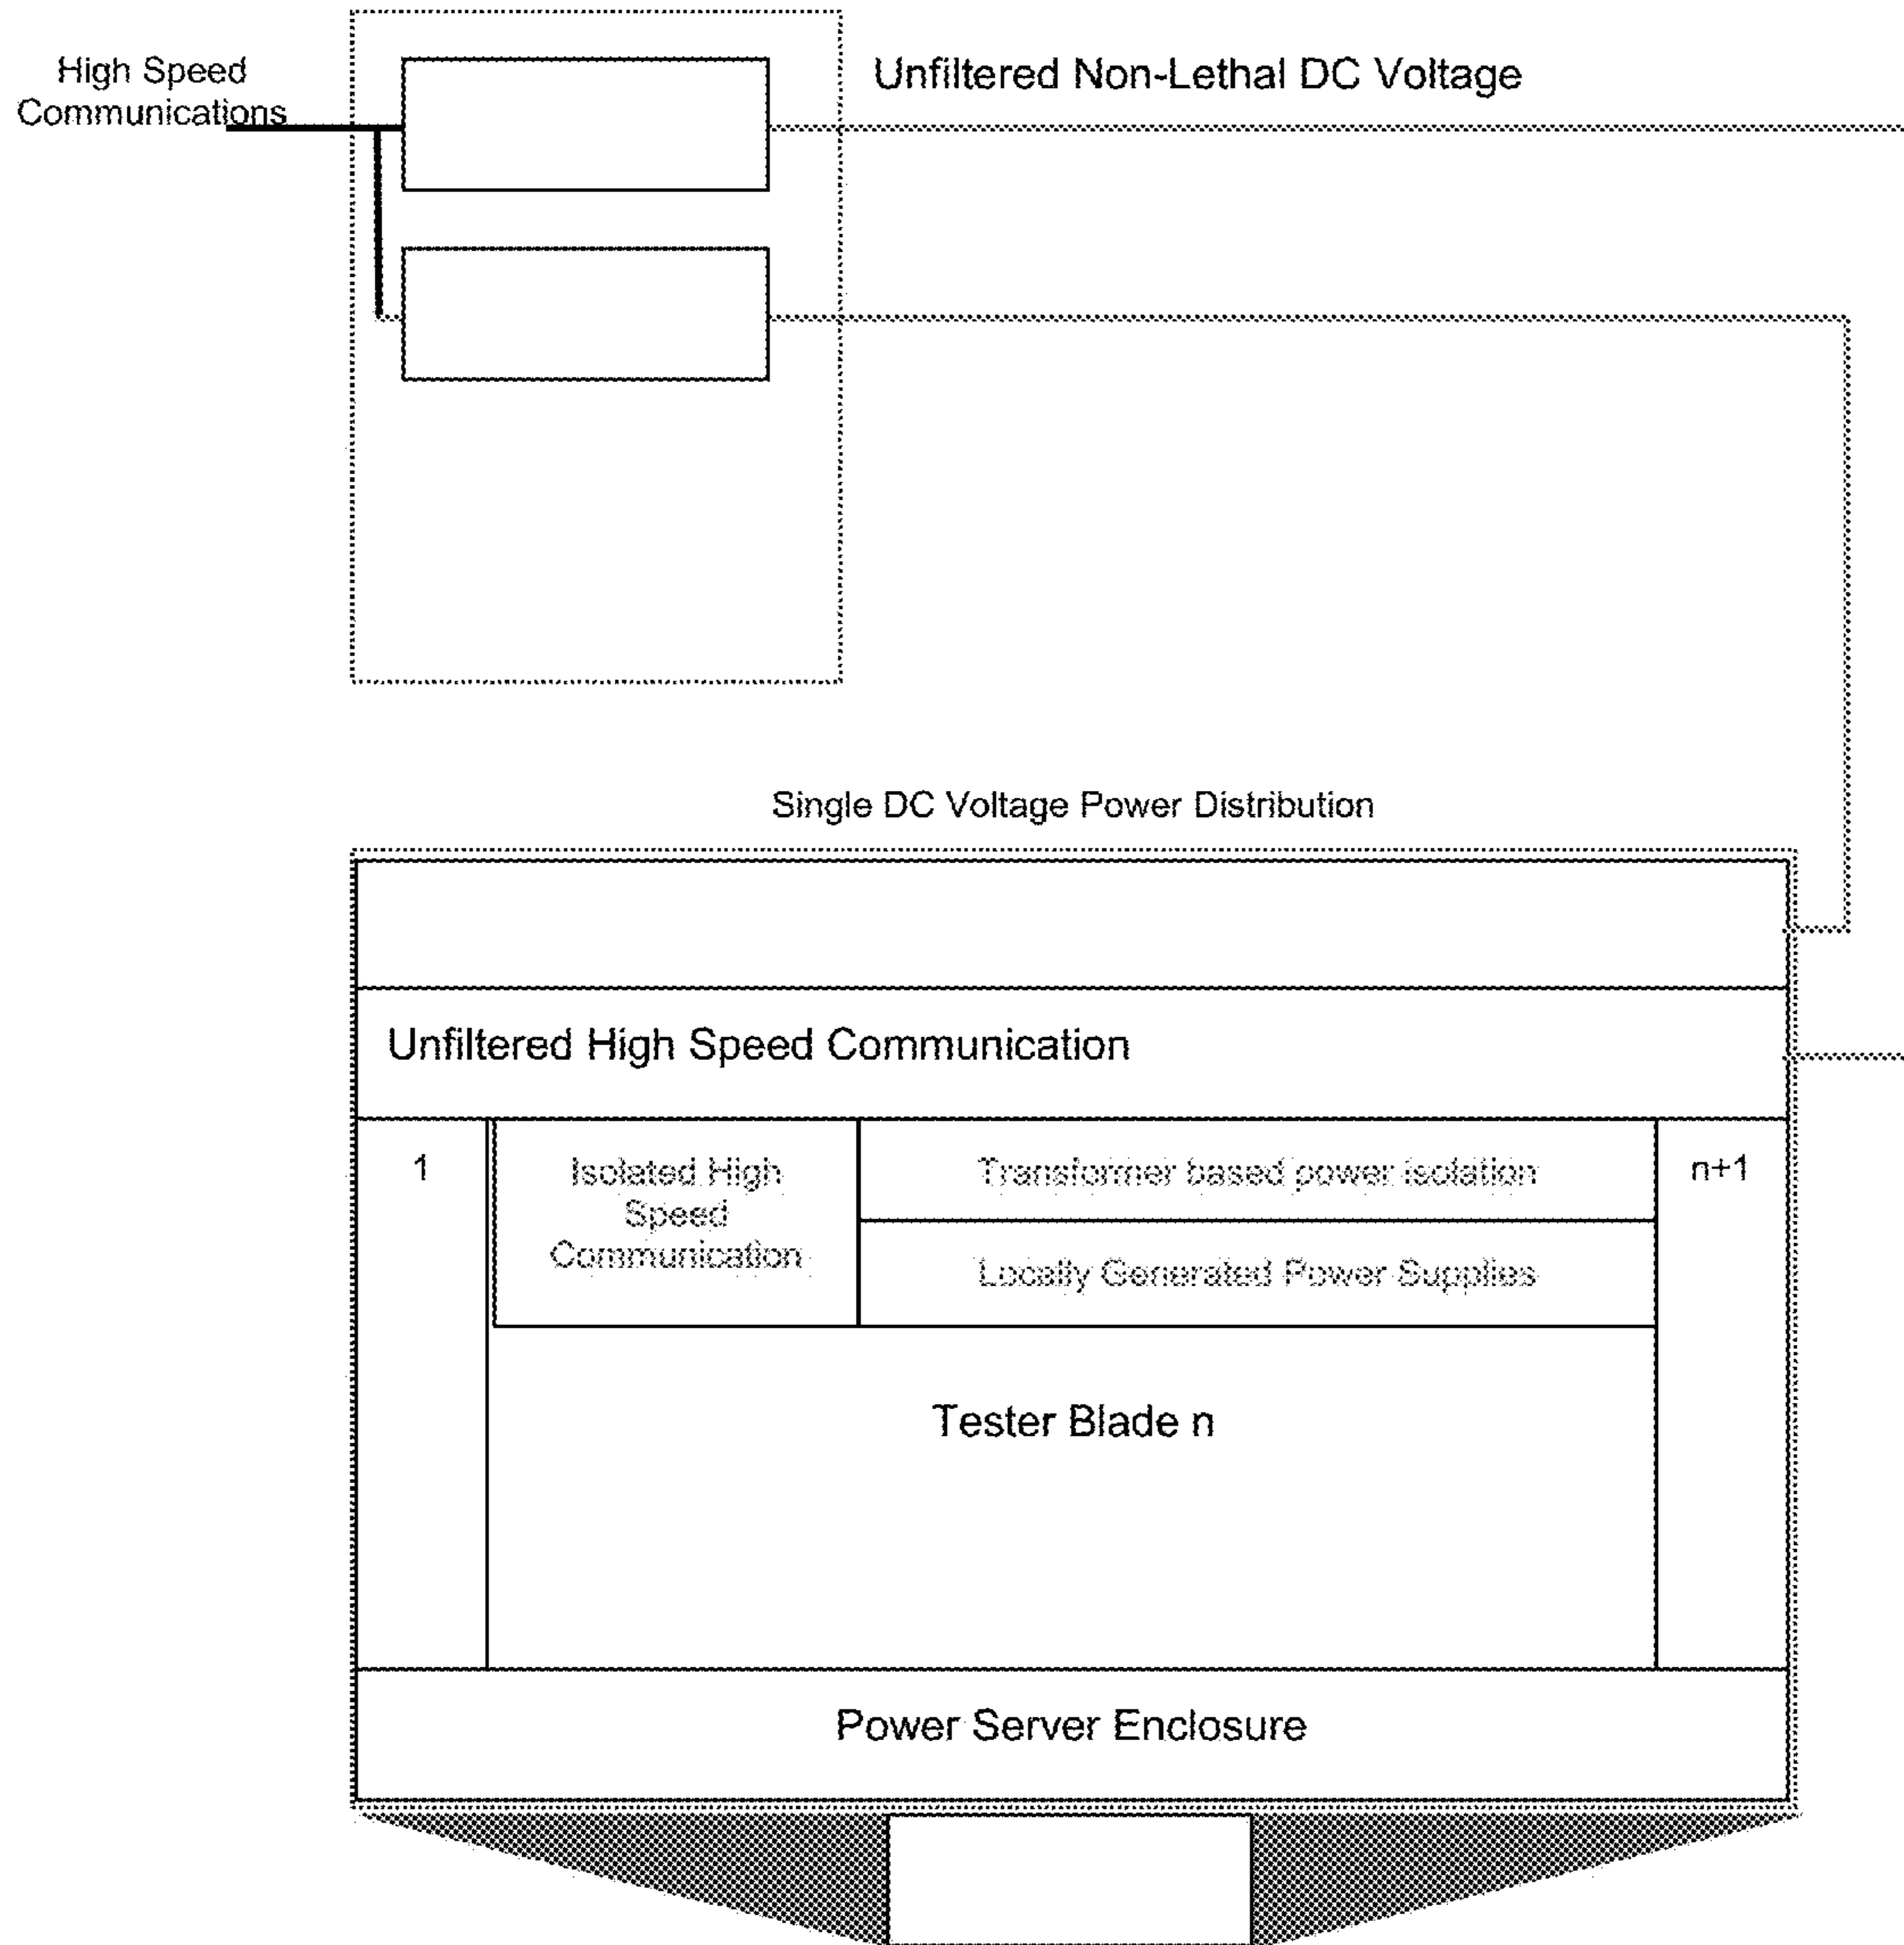 High Speed
Communications
Unfiltered Non-Lethal DC Voltage
Single DC Voltage Power Distribution
Unfiltered High Speed Communication
1
Isolated High
Speed
Communication
Transformer based power isolation
n+1
Locally Generated Power Supplies
Tester Blade n
Power Server Enclosure